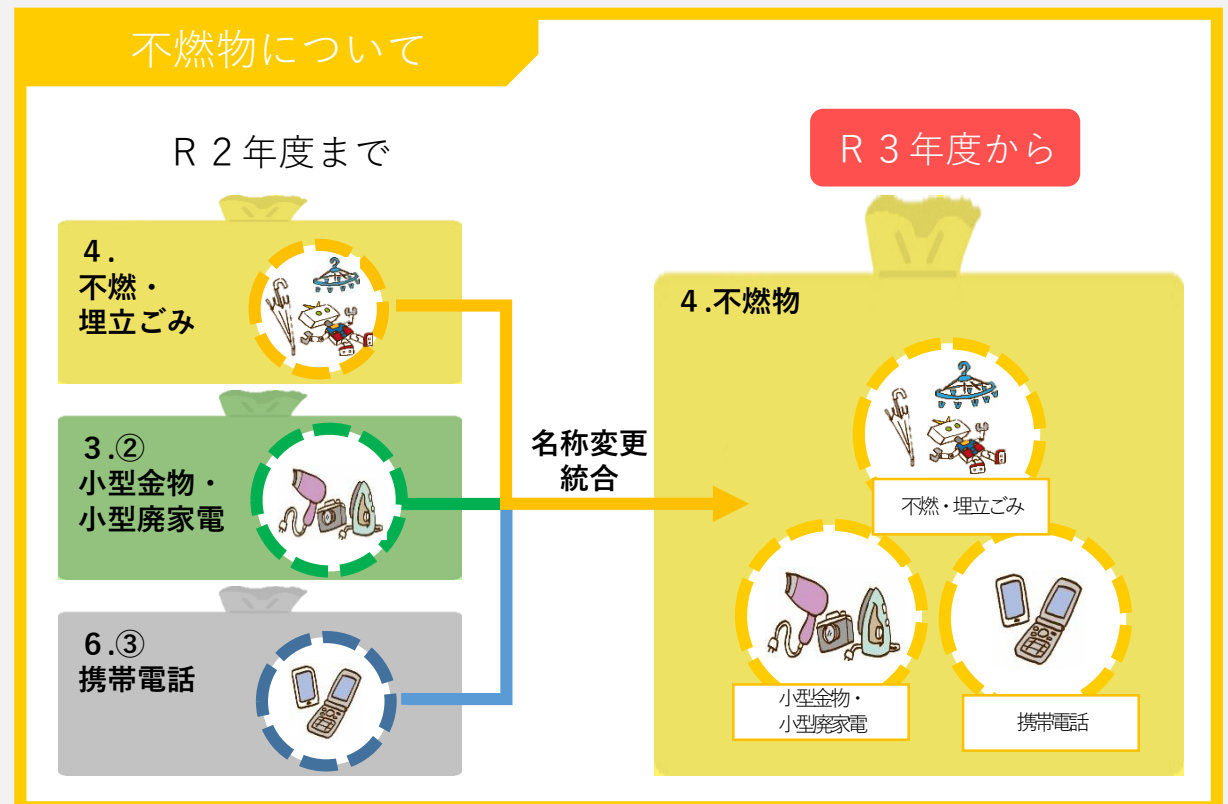 不燃物について
R2年度まで
R3年度から
4.
不燃・
埋立ごみ
3.②
小型金物・
小型廃家電
6.③
携帯電話
名称変更
統合
4.不燃物
不燃・埋立ごみ
小型金物・
小型廃家電
携帯電話